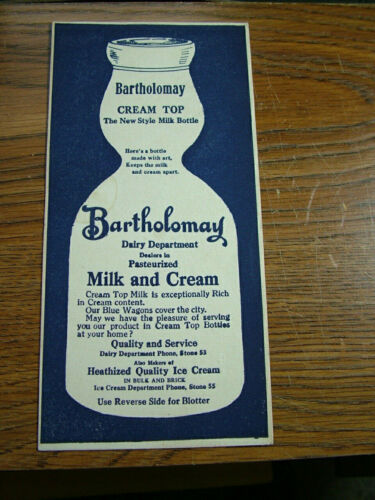 Bartholomay
CREAM TOP
The New Style Milk Bottle
Here's a bottle
made with art,
Keeps the milk
and cream apart.
Bartholomay
Dairy Department
Dealers in
Pasteurized
Milk and Cream
Cream Top Milk is exceptionally Rich
in Cream content.
Our Blue Wagons cover the city.
May we have the pleasure of serving
you our product in Cream Top Bottles
at your home?
Quality and Service
Dairy Department Phone, Stone 53
Also Makers of
Heathized Quality Ice Cream
IN BULK AND BRICK
Ice Cream Department Phone, Stone 55
Use Reverse Side for Blotter